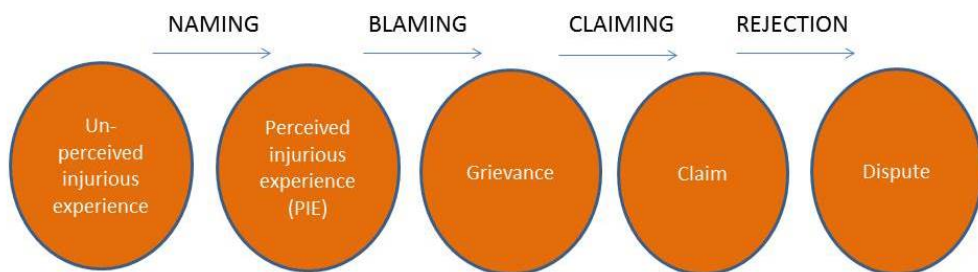 NAMING BLAMING CLAIMING REJECTION
Un-
perceived
injurious
experience
Perceived
injurious
experience
(PIE)
Grievance
Claim
Dispute